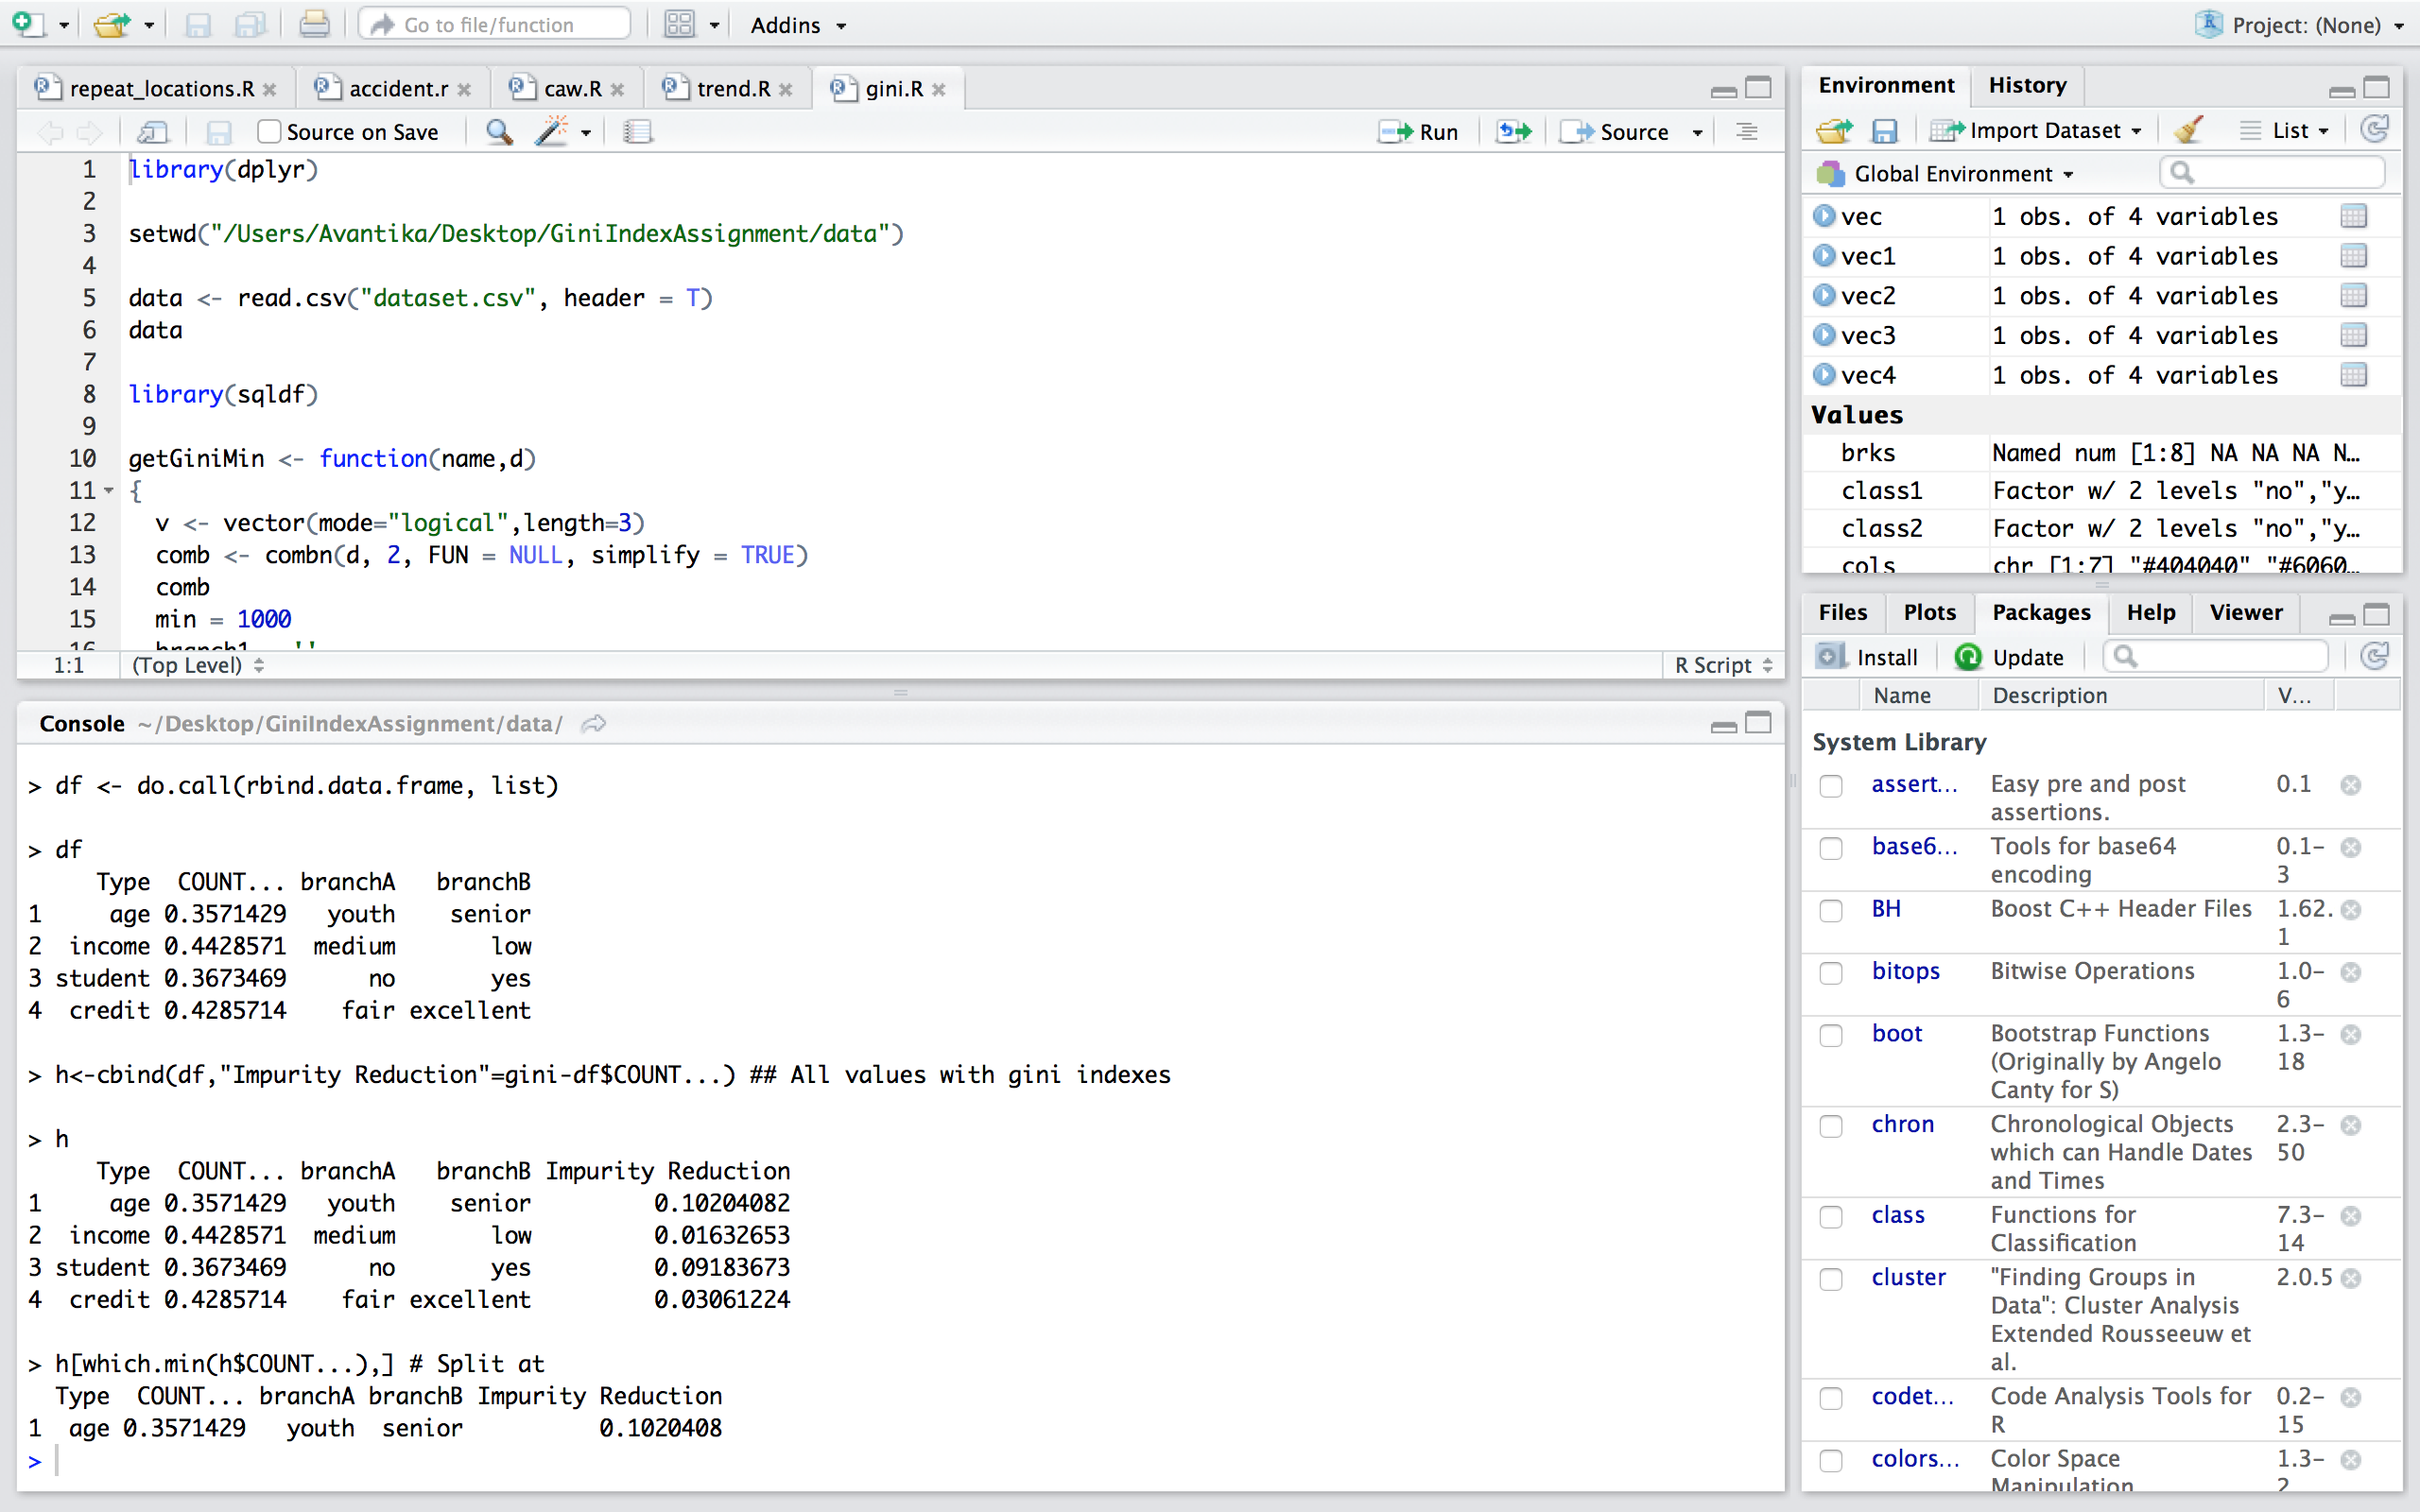 Go to file/function
Addins
Project: (None)
repeat_locations.R
accident.r
caw.R
trend.R
gini.R
Source on Save
Run
Source
1 library(dplyr)
2
3 setwd("/Users/Avantika/Desktop/GiniIndexAssignment/data")
4
5 data <- read.csv("dataset.csv", header = T)
6 data
7
8 library(sqldf)
9
10 getGiniMin <- function(name,d)
11 {
12   v <- vector(mode="logical",length=3)
13   comb <- combn(d, 2, FUN = NULL, simplify = TRUE)
14   comb
15   min = 1000
1:1 (Top Level) R Script
Console ~/Desktop/GiniIndexAssignment/data/
> df <- do.call(rbind.data.frame, list)
> df
     Type  COUNT... branchA   branchB
1     age 0.3571429   youth    senior
2  income 0.4428571  medium       low
3 student 0.3673469      no       yes
4  credit 0.4285714    fair excellent
> h<-cbind(df,"Impurity Reduction"=gini-df$COUNT...) ## All values with gini indexes
> h
     Type  COUNT... branchA   branchB Impurity Reduction
1     age 0.3571429   youth    senior         0.10204082
2  income 0.4428571  medium       low         0.01632653
3 student 0.3673469      no       yes         0.09183673
4  credit 0.4285714    fair excellent         0.03061224
> h[which.min(h$COUNT...),] # Split at
  Type  COUNT... branchA branchB Impurity Reduction
1  age 0.3571429   youth  senior          0.1020408
>
Environment History
Import Dataset List
Global Environment
vec 1 obs. of 4 variables
vec1 1 obs. of 4 variables
vec2 1 obs. of 4 variables
vec3 1 obs. of 4 variables
vec4 1 obs. of 4 variables
Values
brks Named num [1:8] NA NA NA N…
class1 Factor w/ 2 levels "no","y…
class2 Factor w/ 2 levels "no","y…
cols chr [1:7] "#404040" "#6060…
Files Plots Packages Help Viewer
Install Update
Name Description V...
System Library
assert… Easy pre and post 0.1
assertions.
base6… Tools for base64 0.1-
encoding 3
BH Boost C++ Header Files 1.62.
1
bitops Bitwise Operations 1.0-
6
boot Bootstrap Functions 1.3-
(Originally by Angelo 18
Canty for S)
chron Chronological Objects 2.3-
which can Handle Dates 50
and Times
class Functions for 7.3-
Classification 14
cluster "Finding Groups in 2.0.5
Data": Cluster Analysis
Extended Rousseeuw et
al.
codet… Code Analysis Tools for 0.2-
R 15
colors… Color Space 1.3-
Manipulation 2